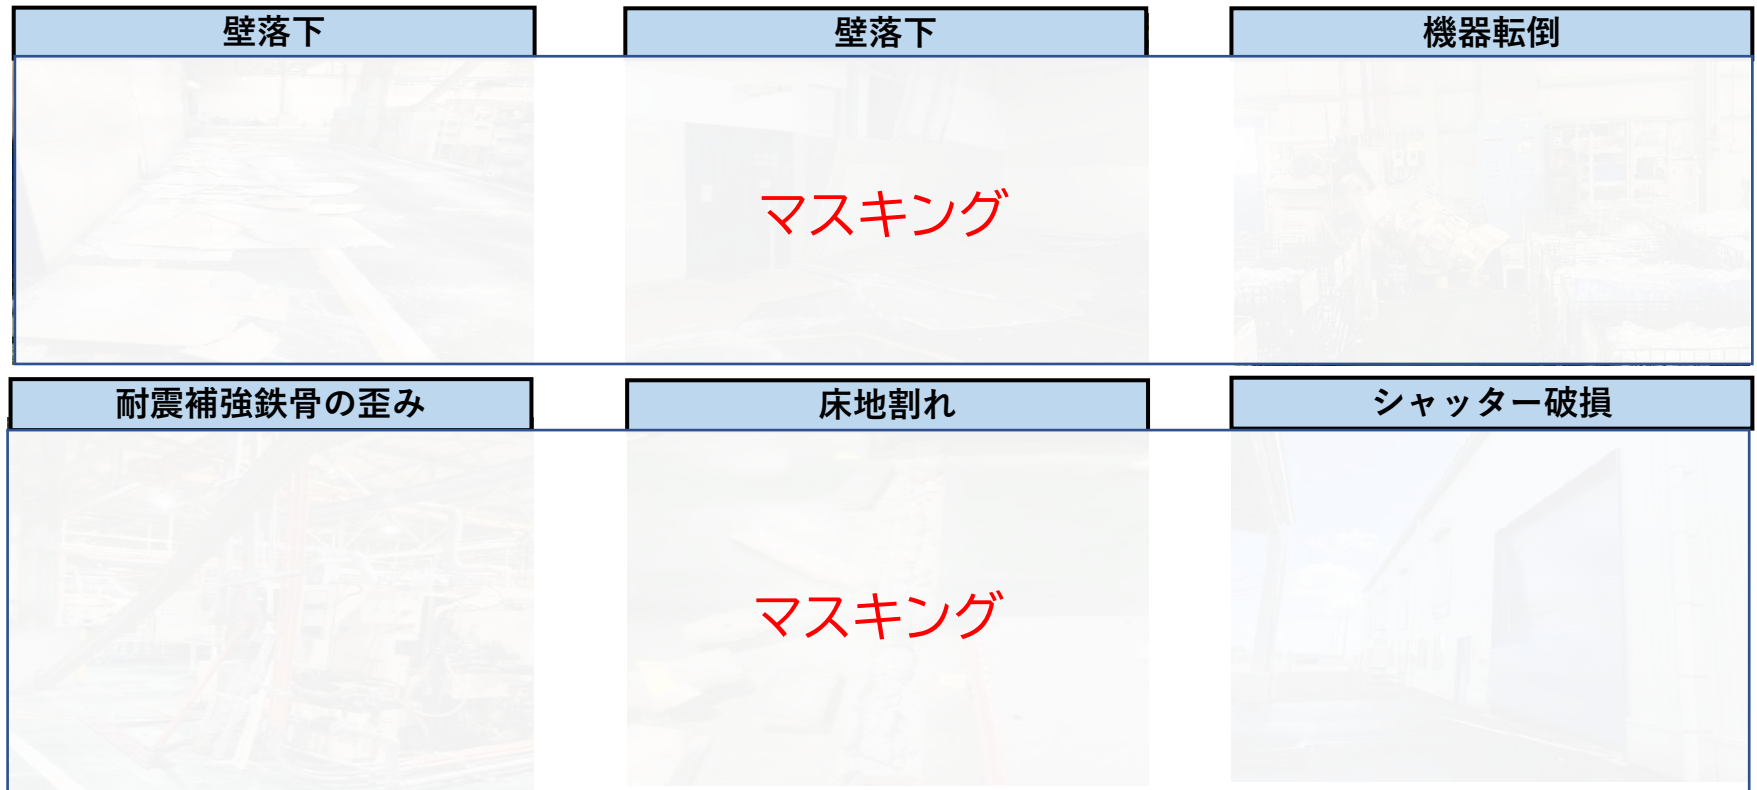 壁落下
壁落下
機器転倒
マスキング
耐震補強鉄骨の歪み
床地割れ
シャッター破損
マスキング